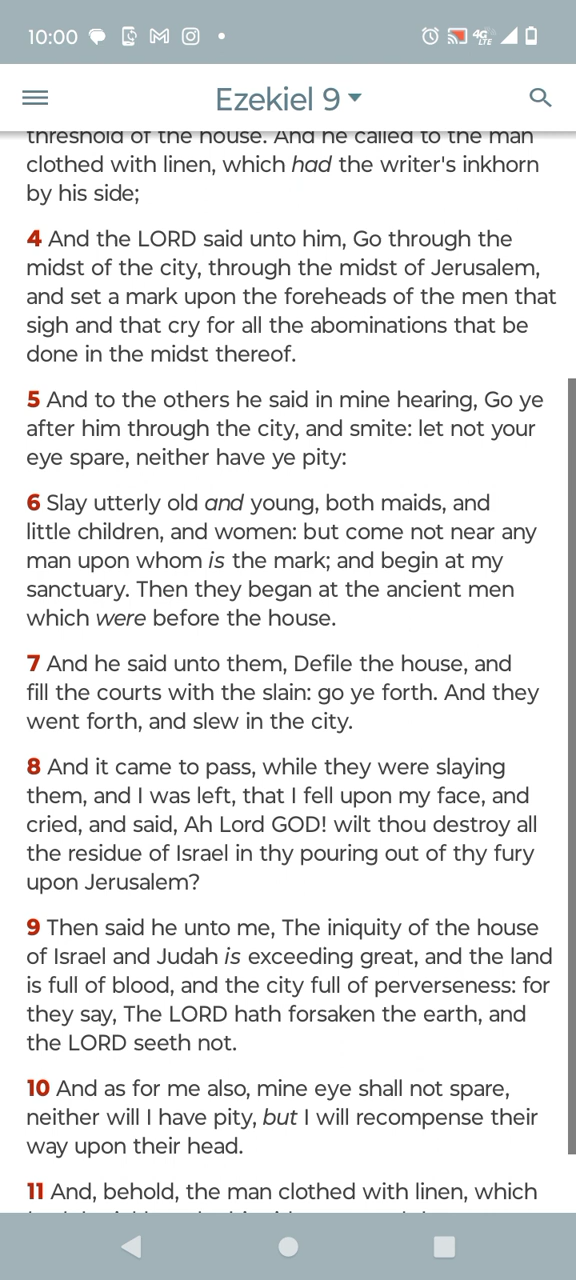 10:00
4G
LTE
Ezekiel 9
threshold of the house. And he called to the man
clothed with linen, which had the writer's inkhorn
by his side;
4 And the LORD said unto him, Go through the
midst of the city, through the midst of Jerusalem,
and set a mark upon the foreheads of the men that
sigh and that cry for all the abominations that be
done in the midst thereof.
5 And to the others he said in mine hearing, Go ye
after him through the city, and smite: let not your
eye spare, neither have ye pity:
6 Slay utterly old and young, both maids, and
little children, and women: but come not near any
man upon whom is the mark; and begin at my
sanctuary. Then they began at the ancient men
which were before the house.
7 And he said unto them, Defile the house, and
fill the courts with the slain: go ye forth. And they
went forth, and slew in the city.
8 And it came to pass, while they were slaying
them, and I was left, that I fell upon my face, and
cried, and said, Ah Lord GOD! wilt thou destroy all
the residue of Israel in thy pouring out of thy fury
upon Jerusalem?
9 Then said he unto me, The iniquity of the house
of Israel and Judah is exceeding great, and the land
is full of blood, and the city full of perverseness: for
they say, The LORD hath forsaken the earth, and
the LORD seeth not.
10 And as for me also, mine eye shall not spare,
neither will I have pity, but I will recompense their
way upon their head.
11 And, behold, the man clothed with linen, which